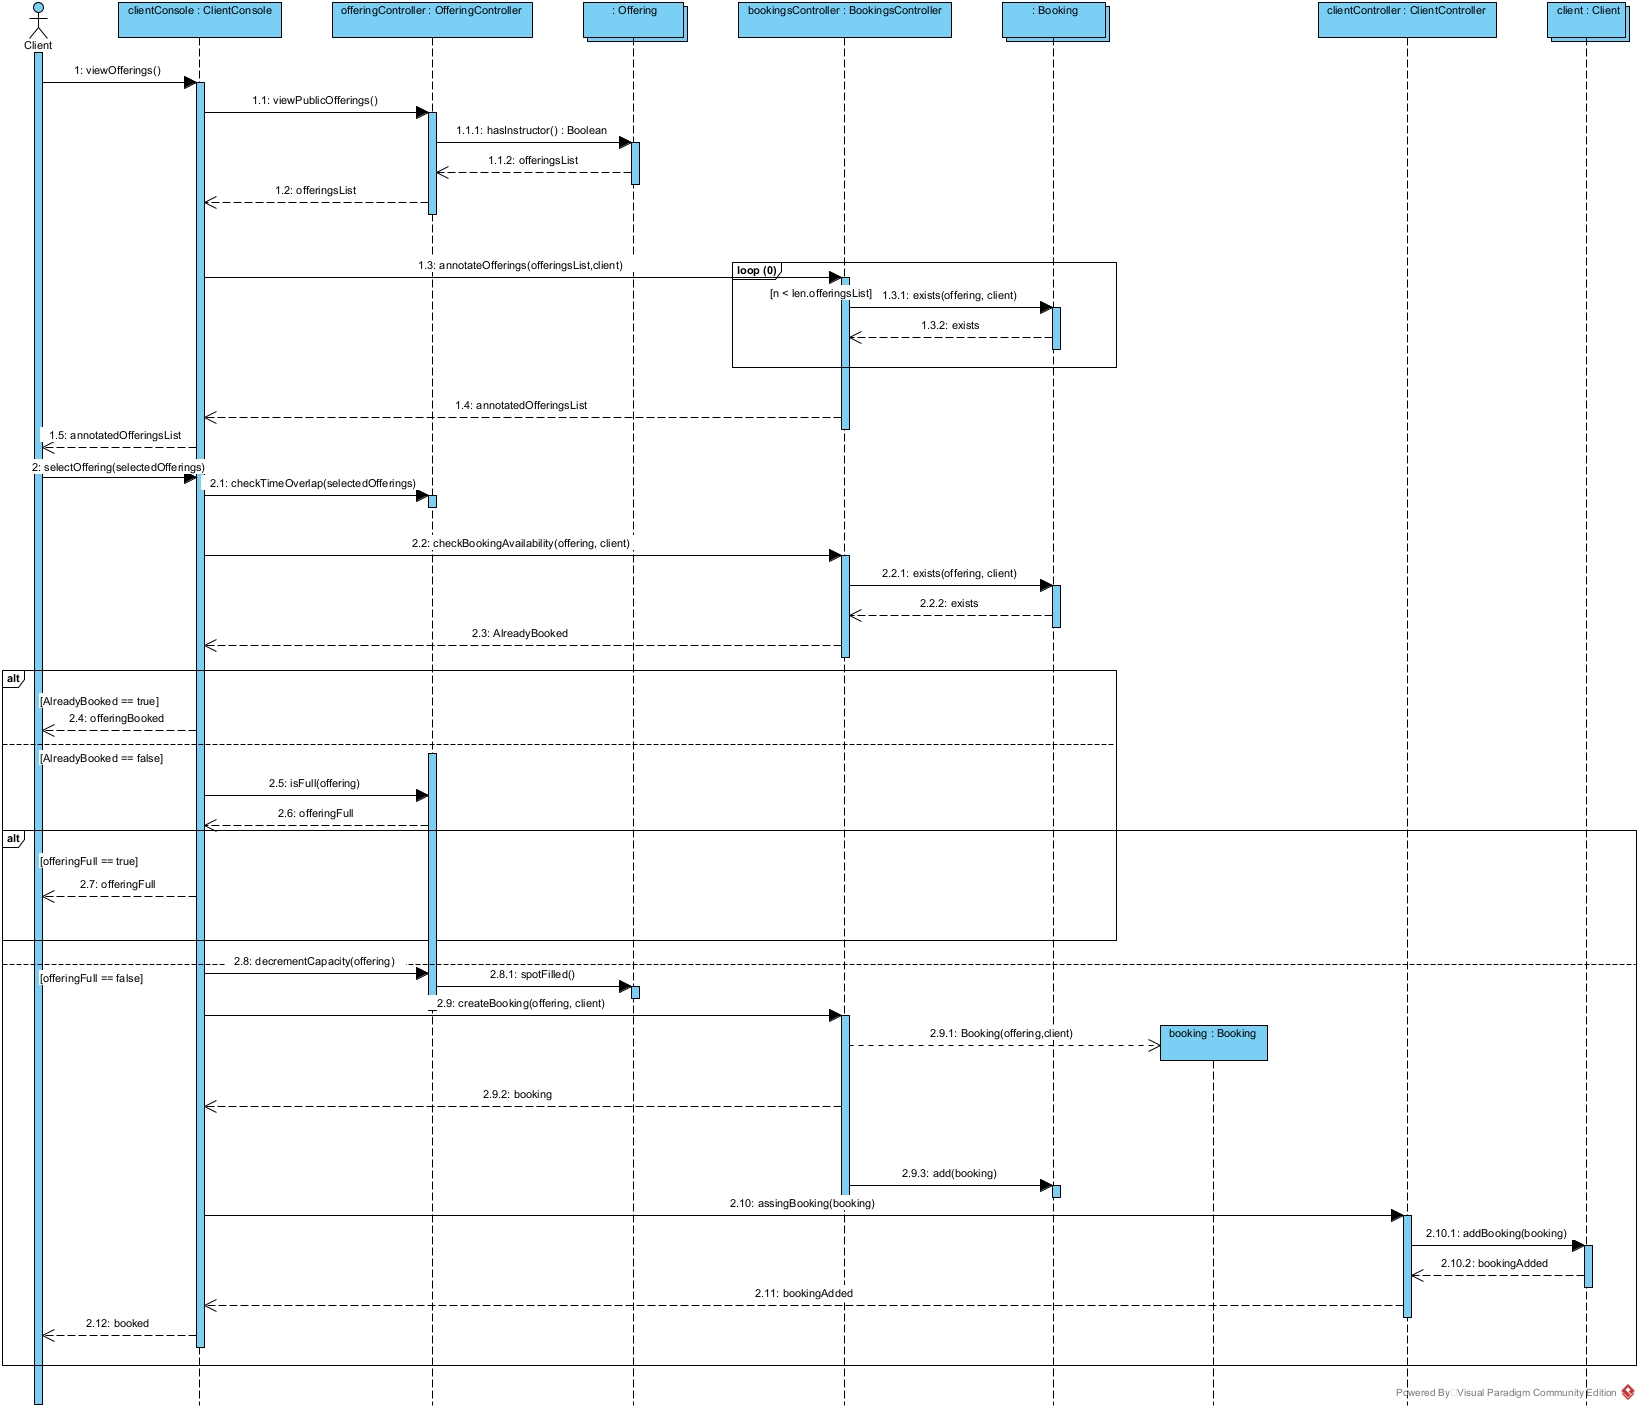 clientConsole : ClientConsole
offeringController : OfferingController
: Offering
bookingsController : BookingsController
: Booking
clientController : ClientController
client : Client
Client
1: viewOfferings()
1.1: viewPublicOfferings()
1.1.1: hasInstructor() : Boolean
1.1.2: offeringsList
1.2: offeringsList
1.3: annotateOfferings(offeringsList,client)
loop (0)
[n < len.offeringsList]
1.3.1: exists(offering, client)
1.3.2: exists
1.4: annotatedOfferingsList
1.5: annotatedOfferingsList
2: selectOffering(selectedOfferings)
2.1: checkTimeOverlap(selectedOfferings)
2.2: checkBookingAvailability(offering, client)
2.2.1: exists(offering, client)
2.2.2: exists
2.3: AlreadyBooked
alt
[AlreadyBooked == true]
2.4: offeringBooked
[AlreadyBooked == false]
2.5: isFull(offering)
2.6: offeringFull
alt
[offeringFull == true]
2.7: offeringFull
2.8: decrementCapacity(offering)
[offeringFull == false]
2.8.1: spotFilled()
2.9: createBooking(offering, client)
2.9.1: Booking(offering,client)
booking : Booking
2.9.2: booking
2.9.3: add(booking)
2.10: assingBooking(booking)
2.10.1: addBooking(booking)
2.10.2: bookingAdded
2.11: bookingAdded
2.12: booked
Powered By Visual Paradigm Community Edition